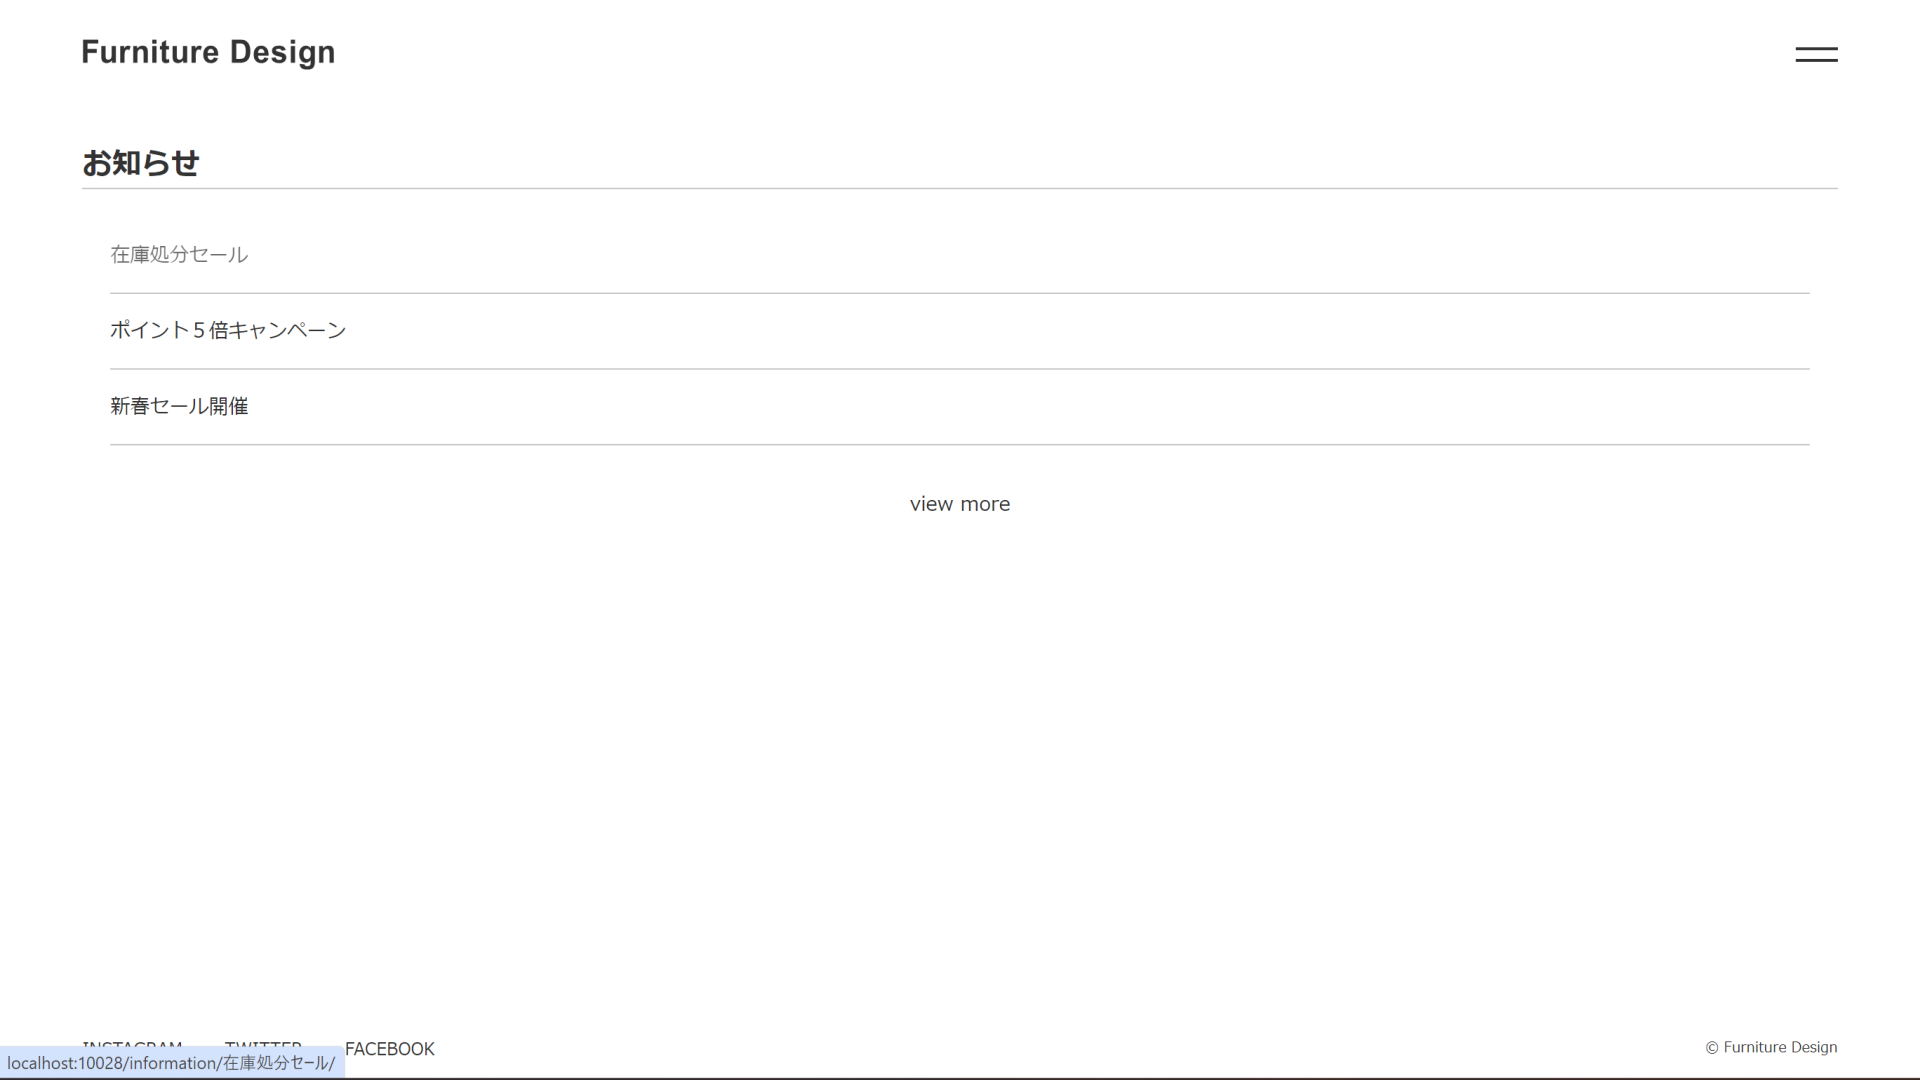 Furniture Design
お知らせ
在庫処分セール
ポイント５倍キャンペーン
新春セール開催
view more
INSTAGRAM TWITTER FACEBOOK
© Furniture Design
localhost:10028/information/在庫処分セール/